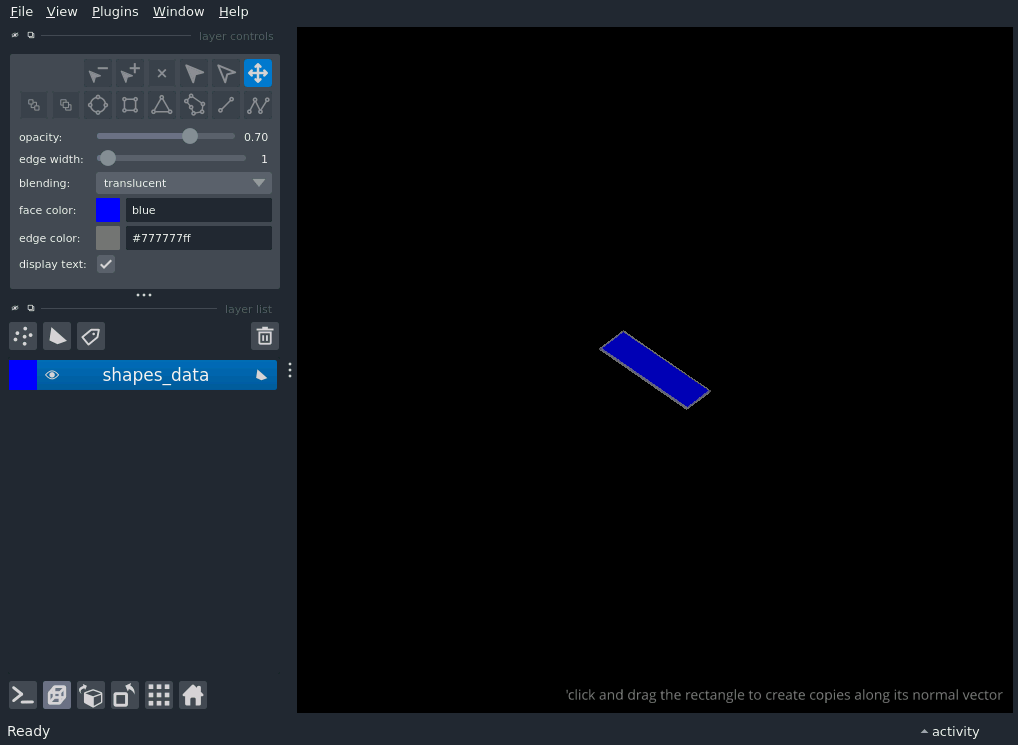 File View Plugins Window Help
layer controls
opacity: 0.70
edge width: 1
blending: translucent
face color: blue
edge color: #777777ff
display text:
layer list
shapes_data
'click and drag the rectangle to create copies along its normal vector
Ready activity